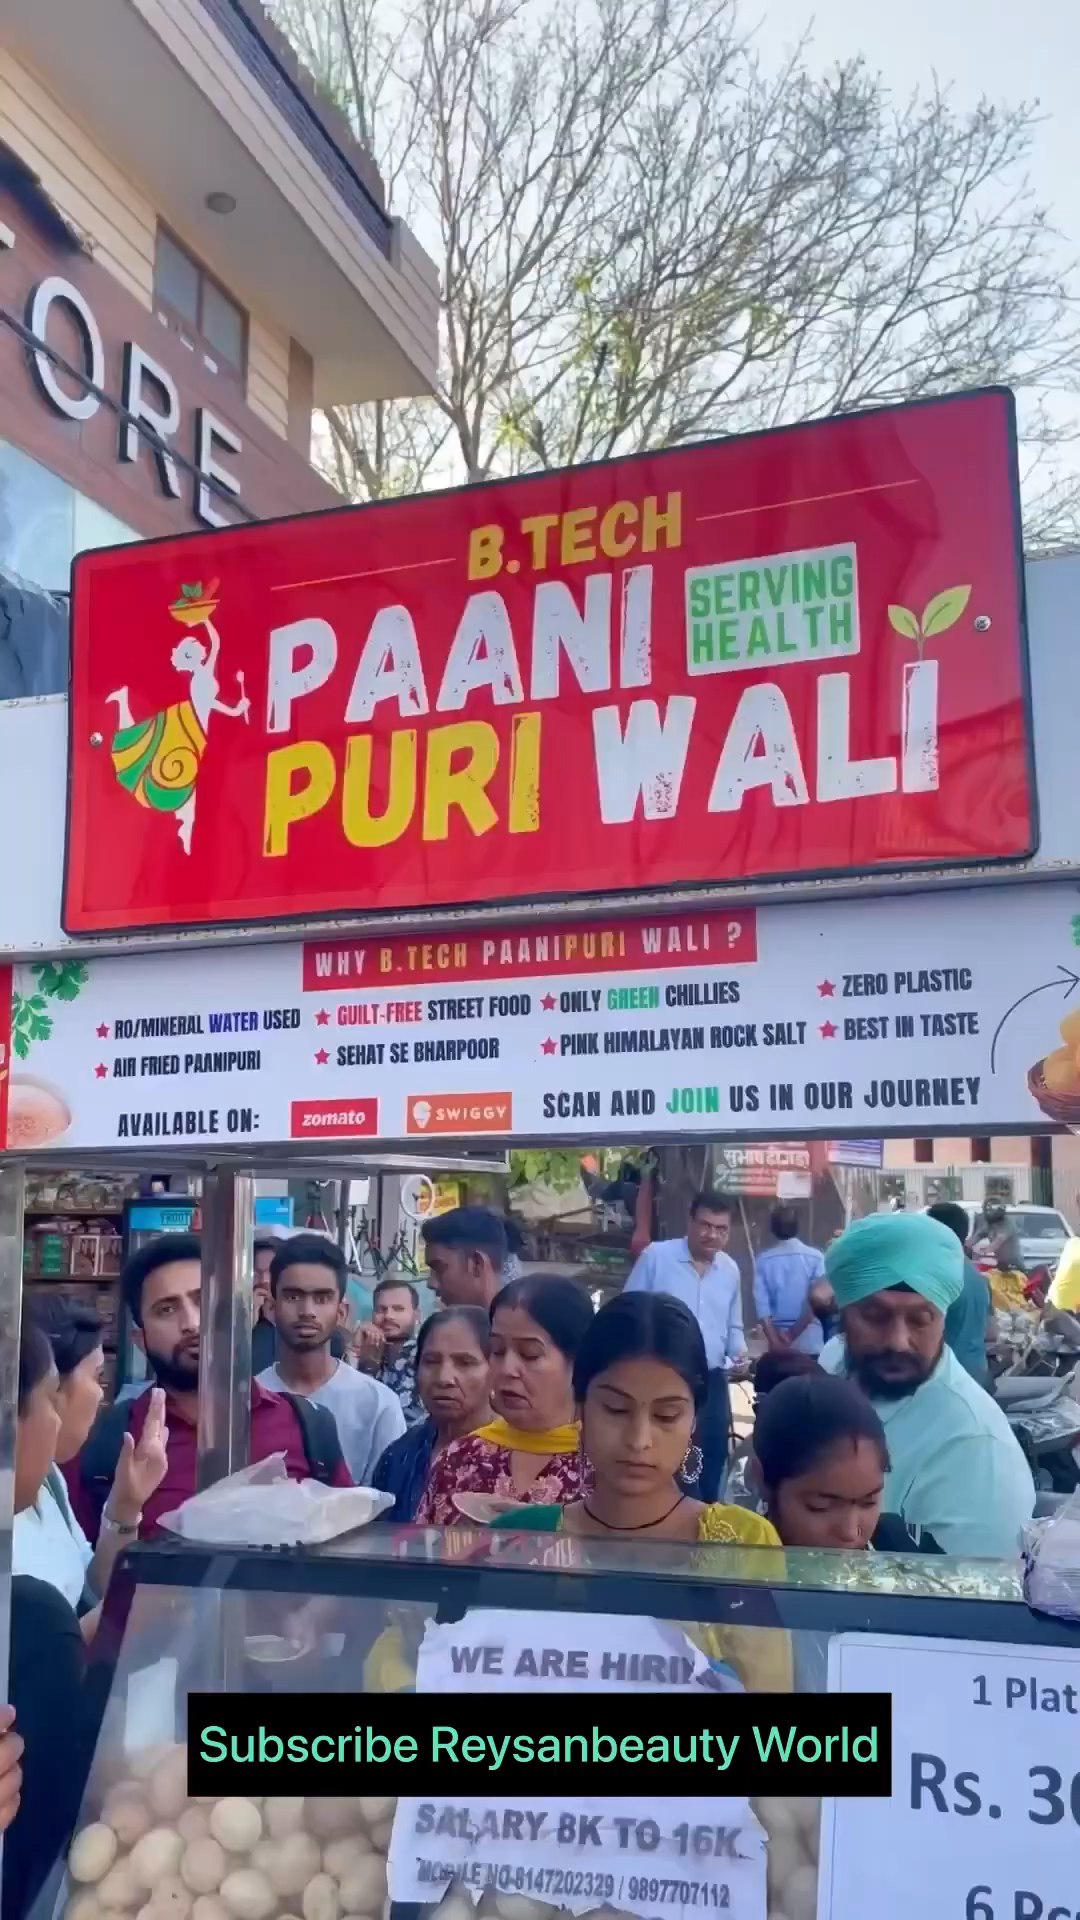 ORE
B.TECH
PAANI
SERVING
HEALTH
PURI WALI
WHY B.TECH PAANIPURI WALI ?
RO/MINERAL WATER USED
GUILT-FREE STREET FOOD
ONLY GREEN CHILLIES
ZERO PLASTIC
AIR FRIED PAANIPURI
SEHAT SE BHARPOOR
PINK HIMALAYAN ROCK SALT
BEST IN TASTE
AVAILABLE ON:
zomato
SWIGGY
SCAN AND JOIN US IN OUR JOURNEY
WE ARE HIRIN
Subscribe Reysanbeauty World
SALARY 8K TO 16K
MOBILE NO-8147202329 / 9897707112
1 Plat
Rs. 30
6 Pcs